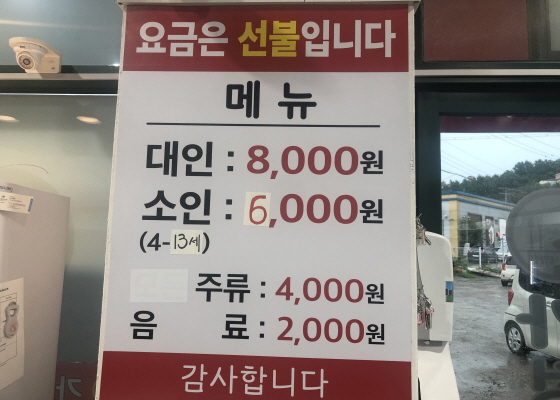 요금은 선불입니다
메 뉴
대인 : 8,000원
소인 : 6,000원
(4-13세)
주류 : 4,000원
음 료 : 2,000원
감사합니다